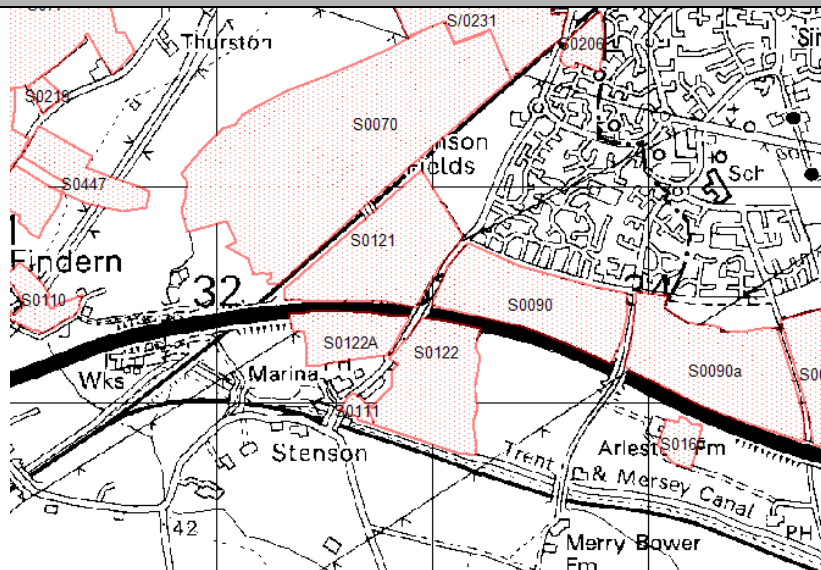 S/0231
Thurston
S0206
S0219
S0070
nson
Fields
Sch
S0447
S0121
Findern
32
S0110
S0090
S0122A
S0122
S0090a
Wks
Marina
S0111
Stenson
Trent
Arlest
S0165
Fm
& Mersey Canal
42
PH
Merry Bower
Fm